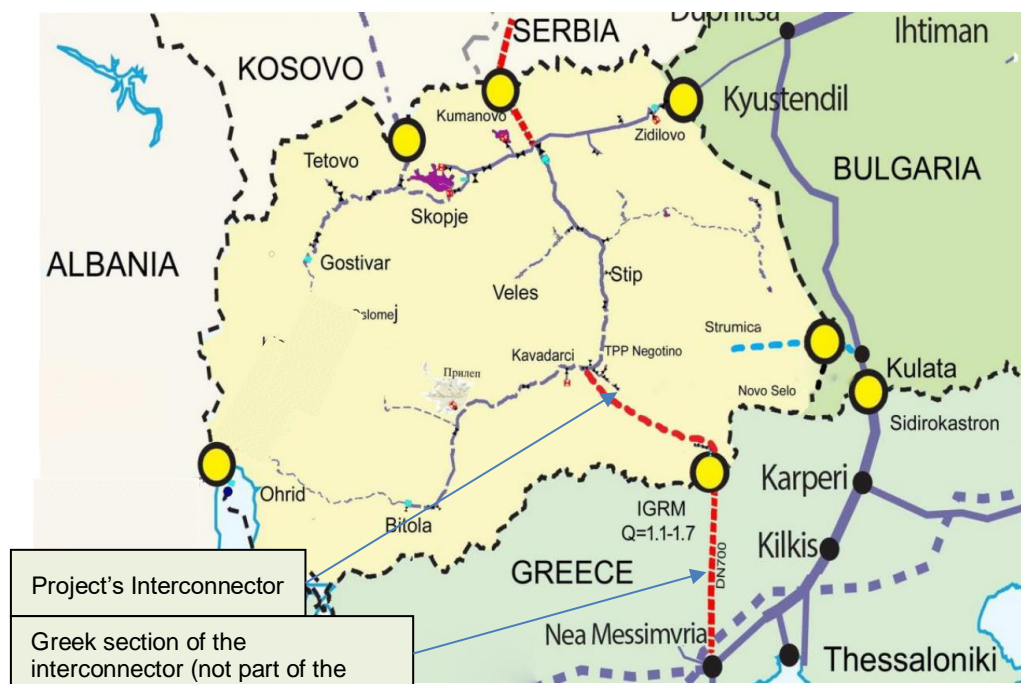 SERBIA
Duphitsa
Ihtiman
KOSOVO
Kumanovo
Kyustendil
Zidilovo
Tetovo
BULGARIA
Skopje
ALBANIA
Gostivar
Veles
Stip
Oslomej
Strumica
Kavadarci
TPP Negotino
Прилеп
Kulata
Novo Selo
Sidirokastron
Ohrid
Bitola
IGRM
Q=1.1-1.7
Karperi
Kilkis
GREECE
DN700
Project's Interconnector
Greek section of the
interconnector (not part of the
Nea Messimvria
Thessaloniki